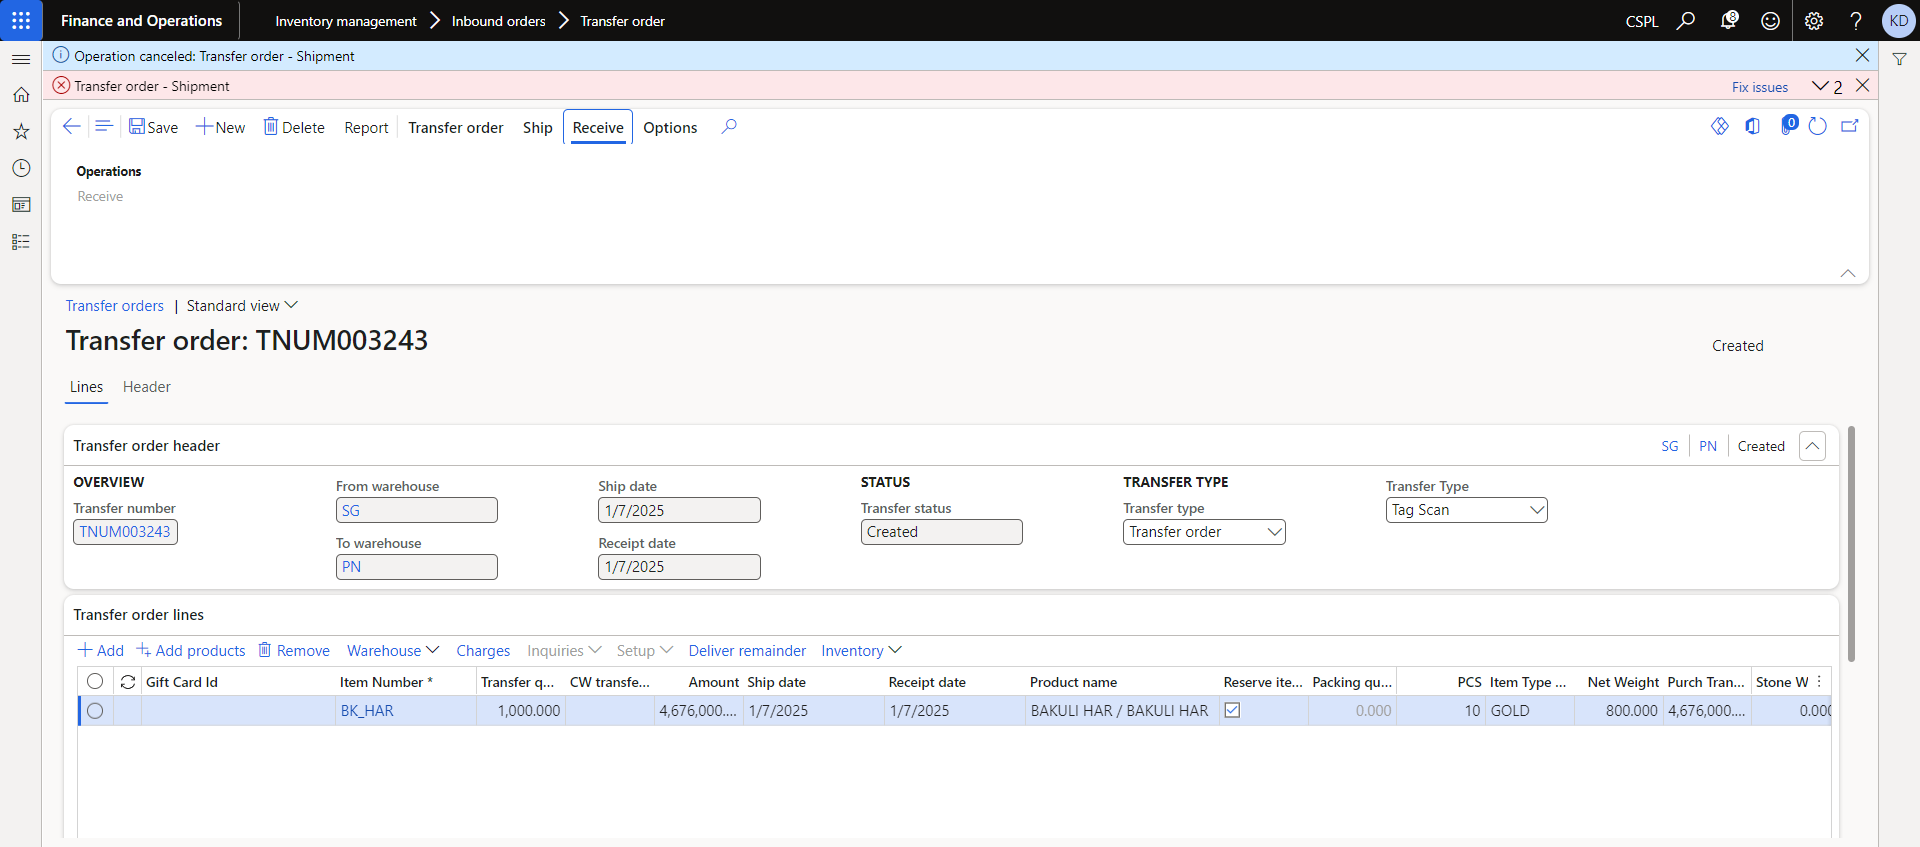 Finance and Operations
Inventory management > Inbound orders > Transfer order
CSPL
8
KD
Operation canceled: Transfer order - Shipment
Transfer order - Shipment
Fix issues
2
Save
New
Delete
Report
Transfer order
Ship
Receive
Options
0
Operations
Receive
Transfer orders | Standard view
Transfer order: TNUM003243
Created
Lines
Header
Transfer order header
SG | PN | Created
OVERVIEW
Transfer number
TNUM003243
From warehouse
SG
To warehouse
PN
Ship date
1/7/2025
Receipt date
1/7/2025
STATUS
Transfer status
Created
TRANSFER TYPE
Transfer type
Transfer order
Transfer Type
Tag Scan
Transfer order lines
Add
Add products
Remove
Warehouse
Charges
Inquiries
Setup
Deliver remainder
Inventory
Gift Card Id Item Number * Transfer q... CW transfe... Amount Ship date Receipt date Product name Reserve ite... Packing qu... PCS Item Type ... Net Weight Purch Tran... Stone W
BK_HAR 1,000.000 4,676,000.... 1/7/2025 1/7/2025 BAKULI HAR / BAKULI HAR 0.000 10 GOLD 800.000 4,676,000.... 0.000